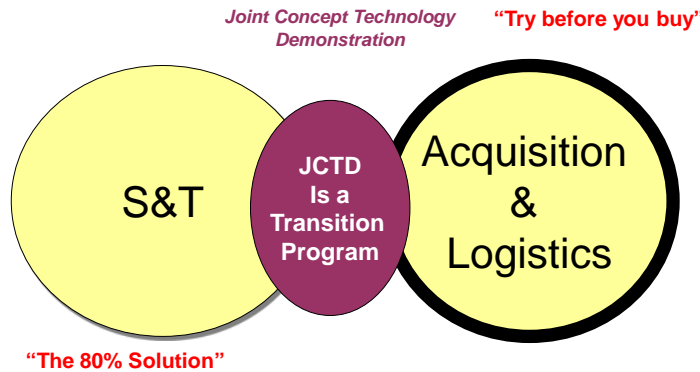 Joint Concept Technology
Demonstration
“Try before you buy”
S&T
JCTD
Is a
Transition
Program
Acquisition
&
Logistics
“The 80% Solution”